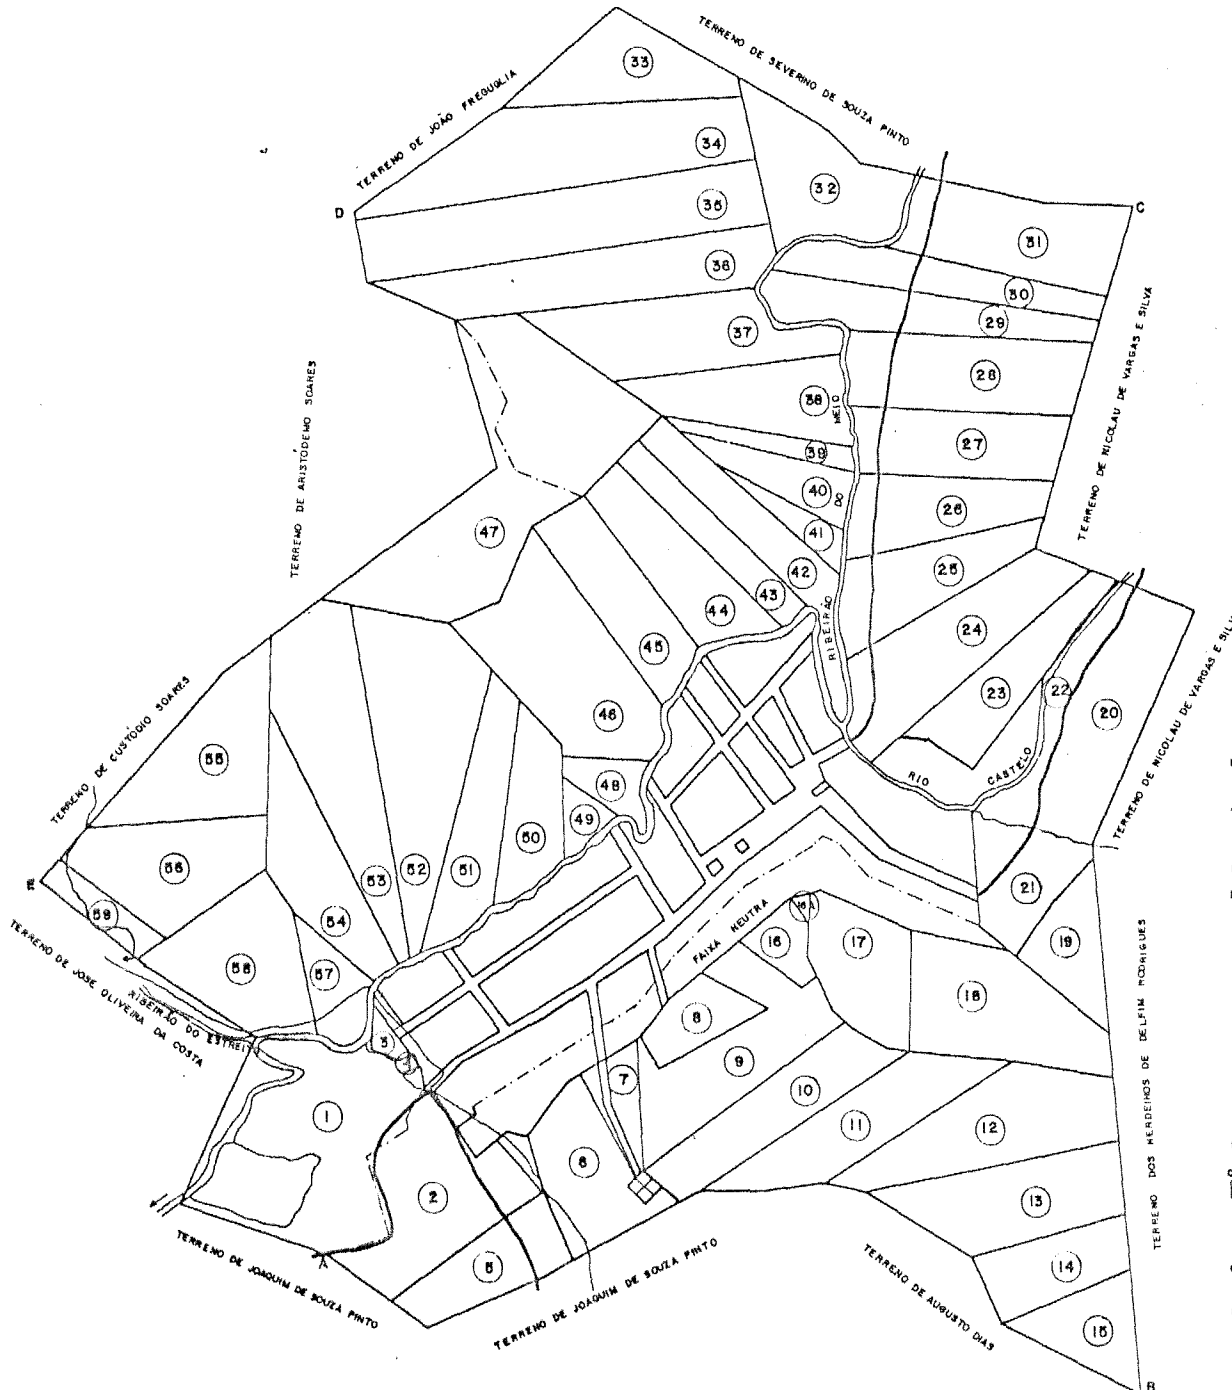 TERRENO DE SEVERINO DE SOUZA PINTO
33
TERRENO DE JOÃO FREGUGLIA
34
32
D
35
C
31
36
30
29
37
TERRENO DE NICOLAU DE VARGAS E SILVA
28
38
RIBEIRÃO DO MEIO
27
39
40
26
TERRENO DE ARISTODEMO SOARES
47
41
25
42
43
44
24
45
23
22
20
46
RIO CASTELO
TERRENO DE NICOLAU DE VARGAS E SILVA
55
TERRENO DE CUSTÓDIO SOARES
48
49
50
51
52
53
54
56
59
21
19
FAIXA NEUTRA
16A
16
17
18
58
57
TERRENO DE JOSE OLIVEIRA DA COSTA
RIBEIRÃO DO ESTREITO
8
3
9
7
10
1
11
12
TERRENO DOS HERDEIROS DE DELFIM RODRIGUES
6
2
13
A
5
14
TERRENO DE JOAQUIM DE SOUZA PINTO
TERRENO DE JOAQUIM DE SOUZA PINTO
TERRENO DE AUGUSTO DIAS
15
B